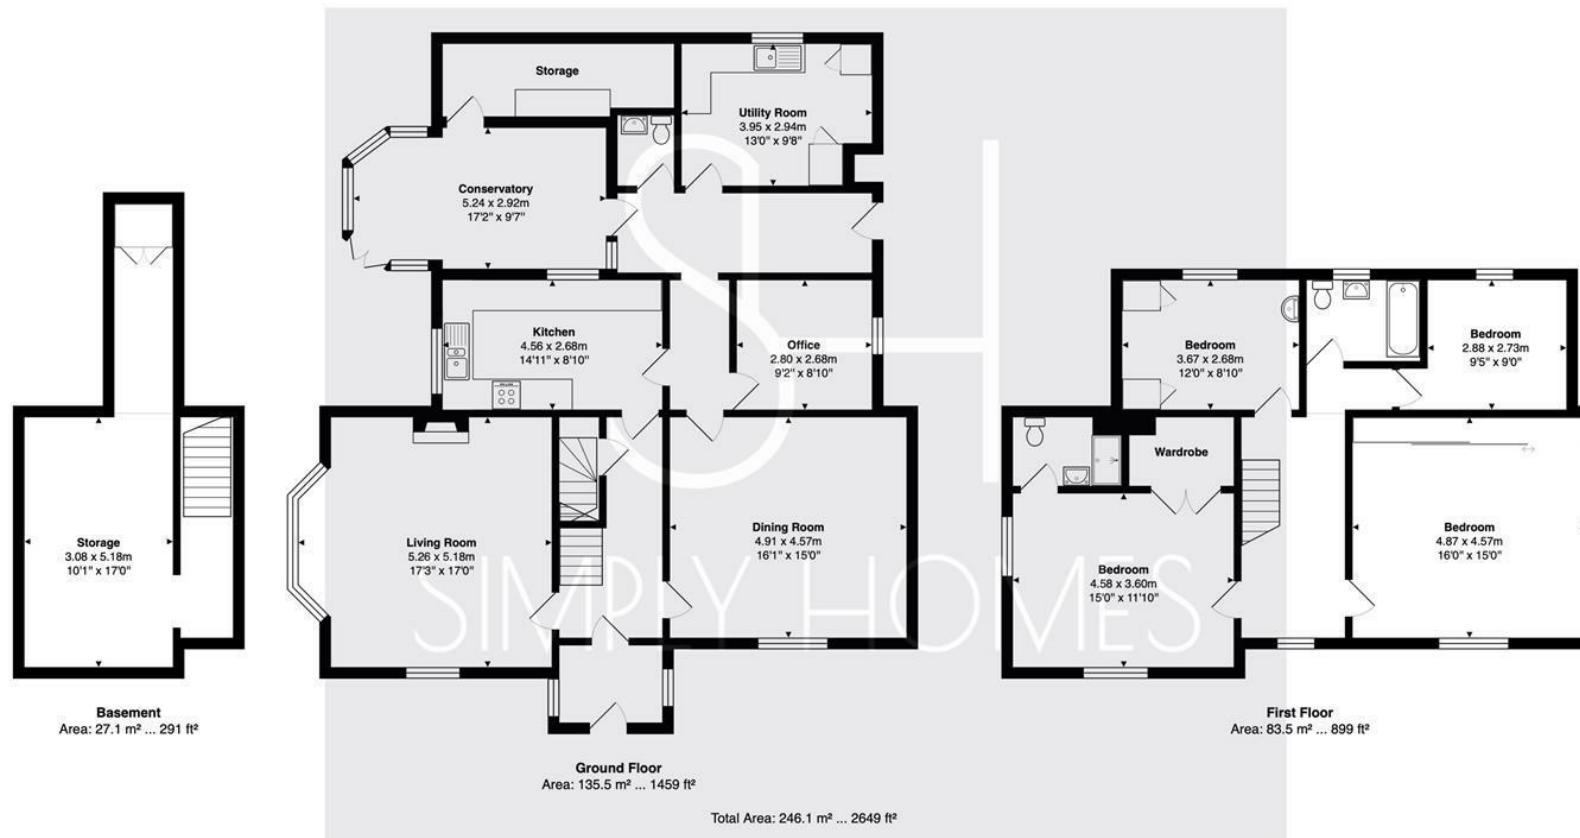 Storage
Utility Room
3.95 x 2.94m
13'0" x 9'8"
Conservatory
5.24 x 2.92m
17'2" x 9'7"
Kitchen
4.56 x 2.68m
14'11" x 8'10"
Office
2.80 x 2.68m
9'2" x 8'10"
Bedroom
3.67 x 2.68m
12'0" x 8'10"
Bedroom
2.88 x 2.73m
9'5" x 9'0"
Wardrobe
Storage
3.08 x 5.18m
10'1" x 17'0"
Living Room
5.26 x 5.18m
17'3" x 17'0"
Dining Room
4.91 x 4.57m
16'1" x 15'0"
Bedroom
4.58 x 3.60m
15'0" x 11'10"
Bedroom
4.87 x 4.57m
16'0" x 15'0"
SH
SIMPLY HOMES
Basement
Area: 27.1 m² ... 291 ft²
Ground Floor
Area: 135.5 m² ... 1459 ft²
First Floor
Area: 83.5 m² ... 899 ft²
Total Area: 246.1 m² ... 2649 ft²